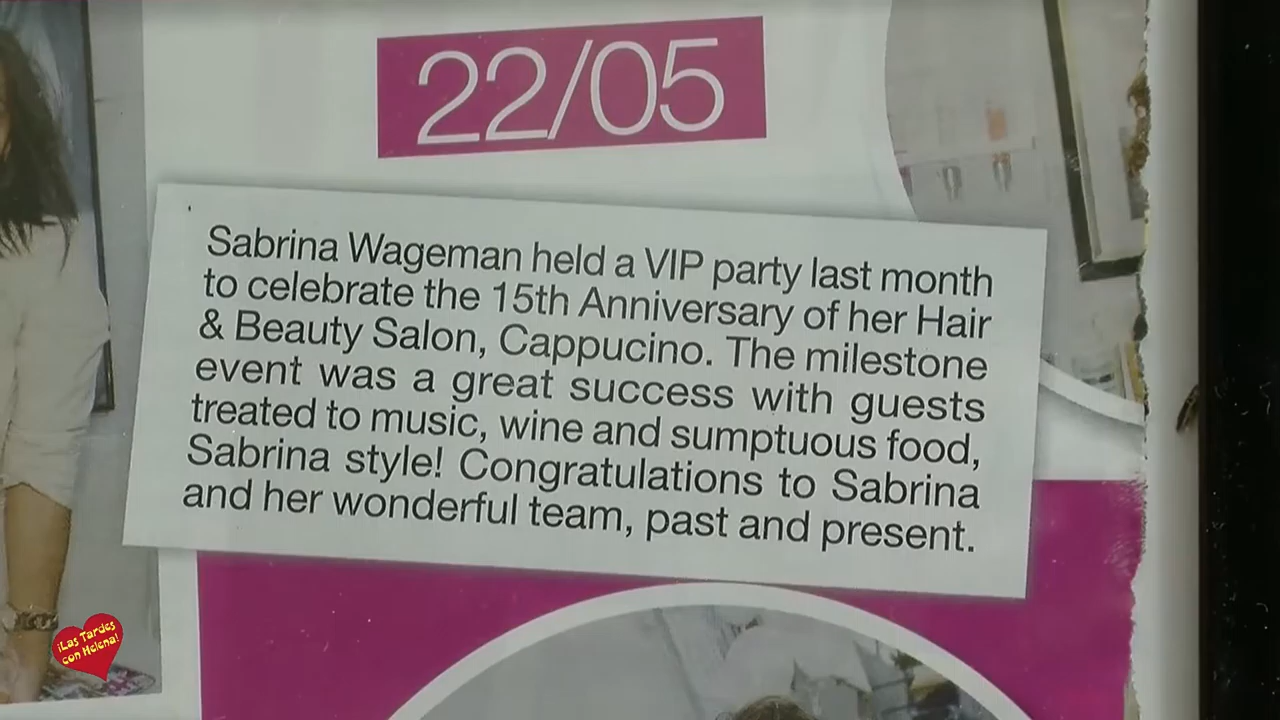 22/05
Sabrina Wageman held a VIP party last month
to celebrate the 15th Anniversary of her Hair
& Beauty Salon, Cappucino. The milestone
event was a great success with guests
treated to music, wine and sumptuous food,
Sabrina style! Congratulations to Sabrina
and her wonderful team, past and present.
¡Las Tardes
con Helena!